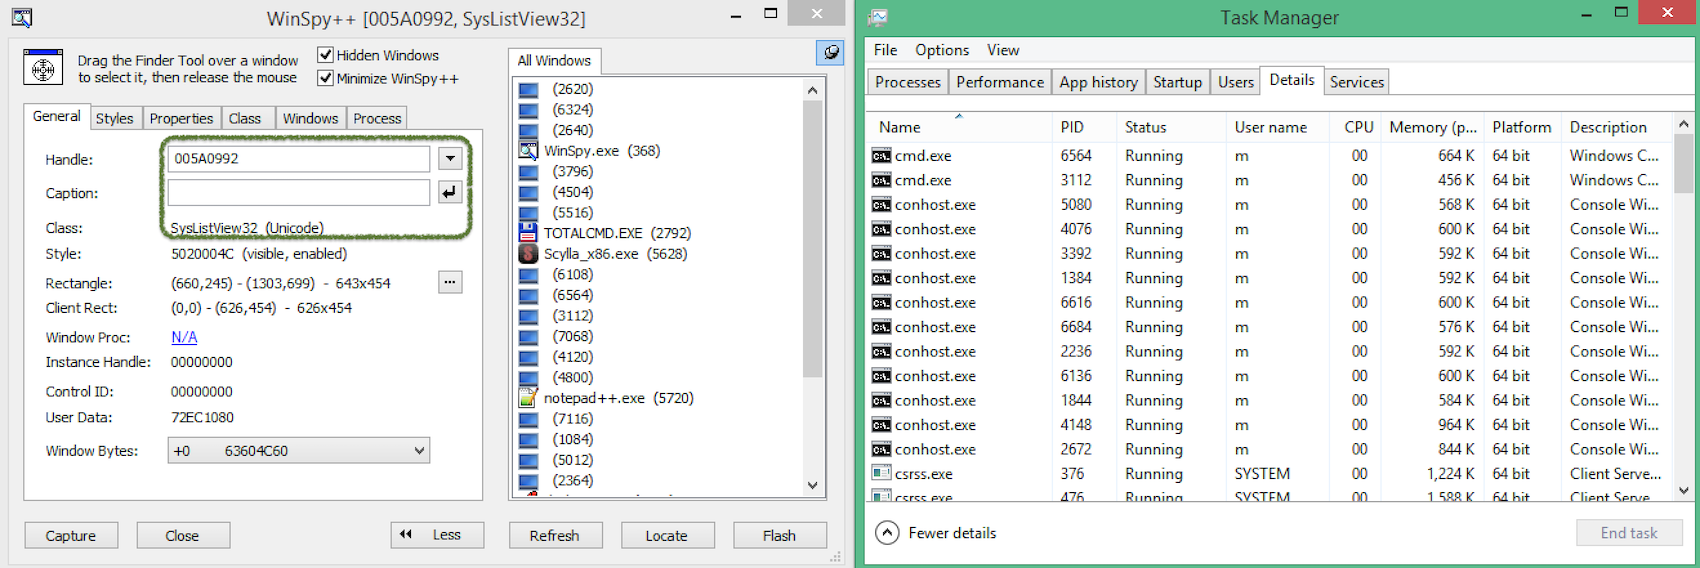 WinSpy++ [005A0992, SysListView32]
Drag the Finder Tool over a window
to select it, then release the mouse
Hidden Windows
Minimize WinSpy++
General Styles Properties Class Windows Process
Handle: 005A0992
Caption:
Class: SysListView32 (Unicode)
Style: 5020004C (visible, enabled)
Rectangle: (660,245) - (1303,699) - 643x454
...
Client Rect: (0,0) - (626,454) - 626x454
Window Proc: N/A
Instance Handle: 00000000
Control ID: 00000000
User Data: 72EC1080
Window Bytes: +0 63604C60
Capture Close Less
All Windows
(2620)
(6324)
(2640)
WinSpy.exe (368)
(3796)
(4504)
(5516)
TOTALCMD.EXE (2792)
Scylla_x86.exe (5628)
(6108)
(6564)
(3112)
(7068)
(4120)
(4800)
notepad++.exe (5720)
(7116)
(1084)
(5012)
(2364)
Refresh Locate Flash
Task Manager
File Options View
Processes Performance App history Startup Users Details Services
Name PID Status User name CPU Memory (p... Platform Description
cmd.exe 6564 Running m 00 664 K 64 bit Windows C...
cmd.exe 3112 Running m 00 456 K 64 bit Windows C...
conhost.exe 5080 Running m 00 568 K 64 bit Console Wi...
conhost.exe 4076 Running m 00 600 K 64 bit Console Wi...
conhost.exe 3392 Running m 00 592 K 64 bit Console Wi...
conhost.exe 1384 Running m 00 592 K 64 bit Console Wi...
conhost.exe 6616 Running m 00 600 K 64 bit Console Wi...
conhost.exe 6684 Running m 00 576 K 64 bit Console Wi...
conhost.exe 2236 Running m 00 592 K 64 bit Console Wi...
conhost.exe 6136 Running m 00 600 K 64 bit Console Wi...
conhost.exe 1844 Running m 00 584 K 64 bit Console Wi...
conhost.exe 4148 Running m 00 964 K 64 bit Console Wi...
conhost.exe 2672 Running m 00 844 K 64 bit Console Wi...
csrss.exe 376 Running SYSTEM 00 1,224 K 64 bit Client Serve...
csrss.exe 476 Running SYSTEM 00 1,588 K 64 bit Client Serve...
Fewer details
End task